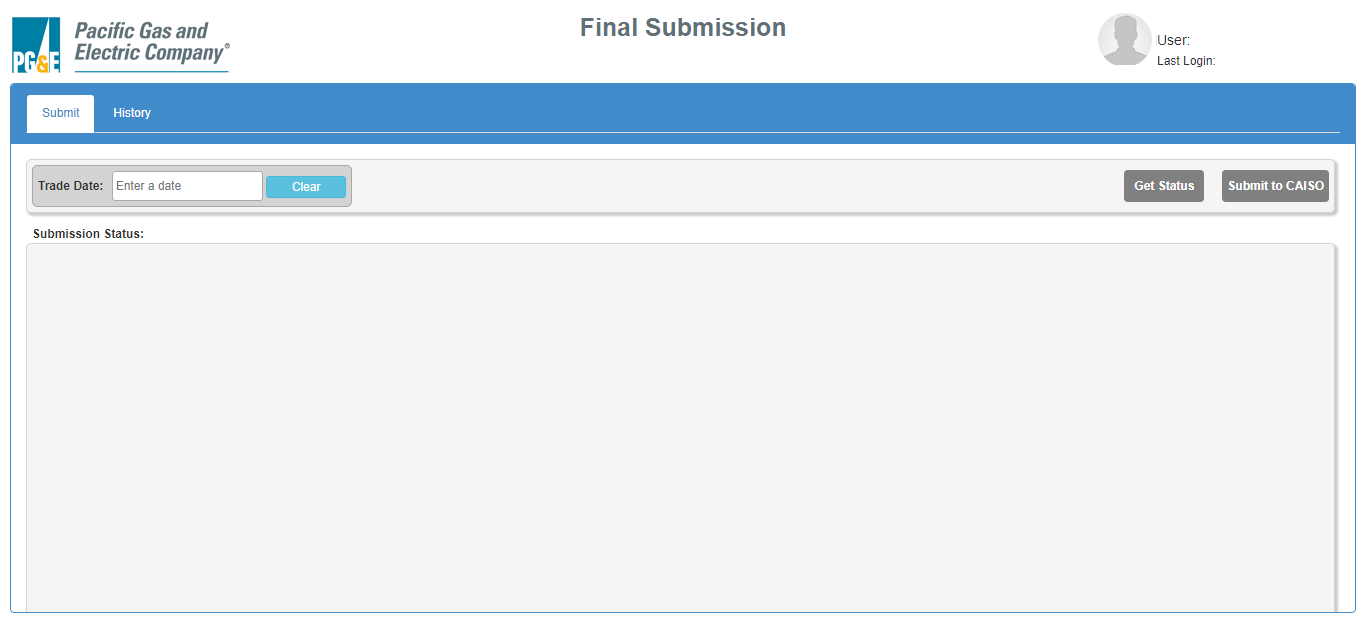 PG&E
Pacific Gas and
Electric Company®
Final Submission
User:
Last Login:
Submit History
Trade Date: Enter a date Clear Get Status Submit to CAISO
Submission Status: